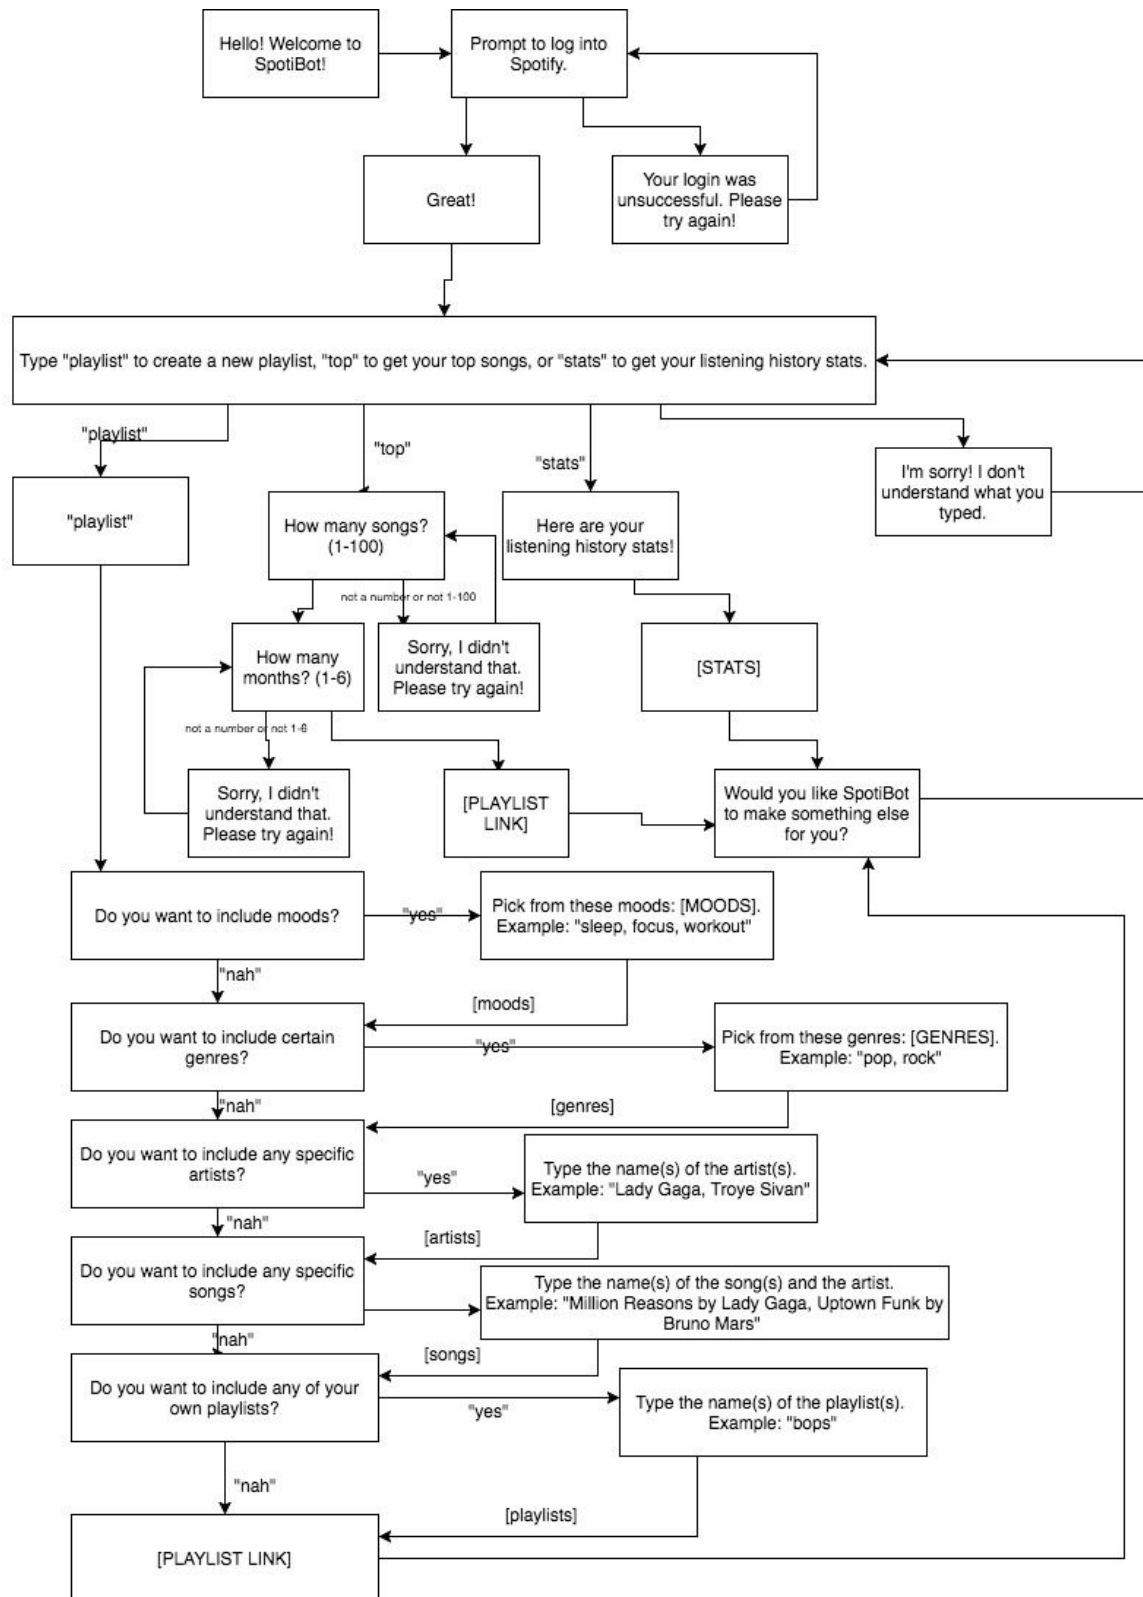 Hello! Welcome to
SpotiBot!
Prompt to log into
Spotify.
Great!
Your login was
unsuccessful. Please
try again!
Type "playlist" to create a new playlist, "top" to get your top songs, or "stats" to get your listening history stats.
"playlist"
"top"
"stats"
"playlist"
How many songs?
(1-100)
Here are your
listening history stats!
I'm sorry! I don't
understand what you
typed.
not a number or not 1-100
How many
months? (1-6)
Sorry, I didn't
understand that.
Please try again!
[STATS]
not a number or not 1-6
Sorry, I didn't
understand that.
Please try again!
[PLAYLIST
LINK]
Would you like SpotiBot
to make something else
for you?
Do you want to include moods?
"yes"
Pick from these moods: [MOODS].
Example: "sleep, focus, workout"
"nah"
[moods]
Do you want to include certain
genres?
"yes"
Pick from these genres: [GENRES].
Example: "pop, rock"
"nah"
[genres]
Do you want to include any specific
artists?
"yes"
Type the name(s) of the artist(s).
Example: "Lady Gaga, Troye Sivan"
"nah"
[artists]
Do you want to include any specific
songs?
Type the name(s) of the song(s) and the artist.
Example: "Million Reasons by Lady Gaga, Uptown Funk by
Bruno Mars"
"nah"
[songs]
Do you want to include any of your
own playlists?
"yes"
Type the name(s) of the playlist(s).
Example: "bops"
"nah"
[playlists]
[PLAYLIST LINK]